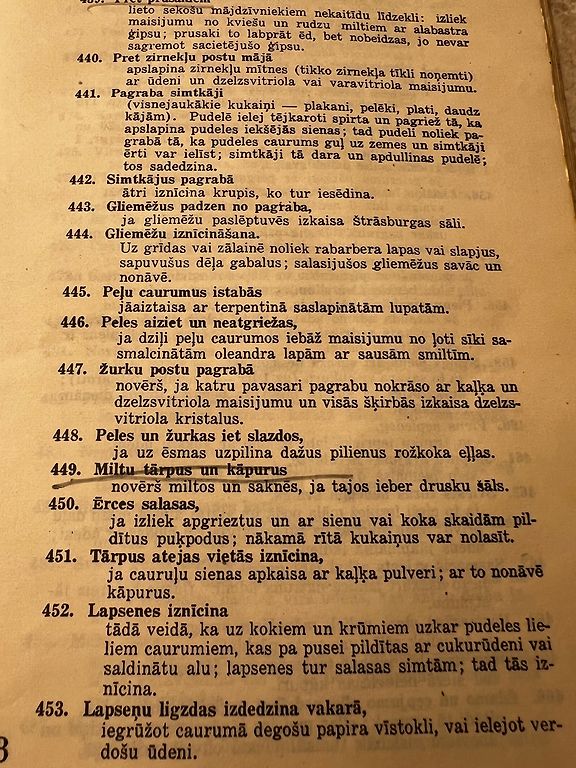 439. Pret prusakiem
lieto sekošu mājdzīvniekiem nekaitīdu līdzekli: izliek
maisijumu no kviešu un rudzu miltiem ar alabastra
ģipsu; prusaki to labprāt ēd, bet nobeidzas, jo nevar
sagremot sacietējušo ģipsu.
440. Pret zirnekļu postu mājā
apslapina zirnekļu mītnes (tikko zirnekļa tīkli noņemti)
ar ūdeni un dzelzsvitriola vai varavitriola maisijumu.
441. Pagraba simtkāji
(visnejaukākie kukaiņi — plakani, pelēki, plati, daudz
kājām). Pudelē ielej tējkaroti spirta un pagriež tā, ka
apslapina pudeles iekšējās sienas; tad pudeli noliek pa-
grabā tā, ka pudeles caurums guļ uz zemes un simtkāji
ērti var ielīst; simtkāji tā dara un apdullinas pudelē;
tos sadedzina.
442. Simtkājus pagrabā
ātri iznīcina krupis, ko tur iesēdina.
443. Gliemēžus padzen no pagraba,
ja gliemēžu paslēptuvēs izkaisa Štrāsburgas sāli.
444. Gliemēžu iznīcināšana.
Uz grīdas vai zālainē noliek rabarbera lapas vai slapjus,
sapuvušus dēļa gabalus; salasijušos gliemēžus savāc un
nonāvē.
445. Peļu caurumus istabās
jāaiztaisa ar terpentinā saslapinātām lupatām.
446. Peles aiziet un neatgriežas,
ja dziļi peļu caurumos iebāž maisijumu no ļoti sīki sa-
smalcinātām oleandra lapām ar sausām smiltīm.
447. Žurku postu pagrabā
novērš, ja katru pavasari pagrabu nokrāso ar kaļķa un
dzelzsvitriola maisijumu un visās šķirbās izkaisa dzelzs-
vitriola kristalus.
448. Peles un žurkas iet slazdos,
ja uz ēsmas uzpilina dažus pilienus rožkoka eļļas.
449. Miltu tārpus un kāpurus
novērš miltos un saknēs, ja tajos ieber drusku šāls.
450. Ērces salasas,
ja izliek apgrieztus un ar sienu vai koka skaidām pil-
dītus puķpodus; nākamā rītā kukaiņus var nolasīt.
451. Tārpus atejas vietās iznīcina,
ja cauruļu sienas apkaisa ar kaļķa pulveri; ar to nonāvē
kāpurus.
452. Lapsenes iznīcina
tādā veidā, ka uz kokiem un krūmiem uzkar pudeles lie-
liem caurumiem, kas pa pusei pildītas ar cukurūdeni vai
saldinātu alu; lapsenes tur salasas simtām; tad tās iz-
nīcina.
453. Lapseņu ligzdas izdedzina vakarā,
iegrūžot caurumā degošu papira vīstokli, vai ielejot ver-
došu ūdeni.